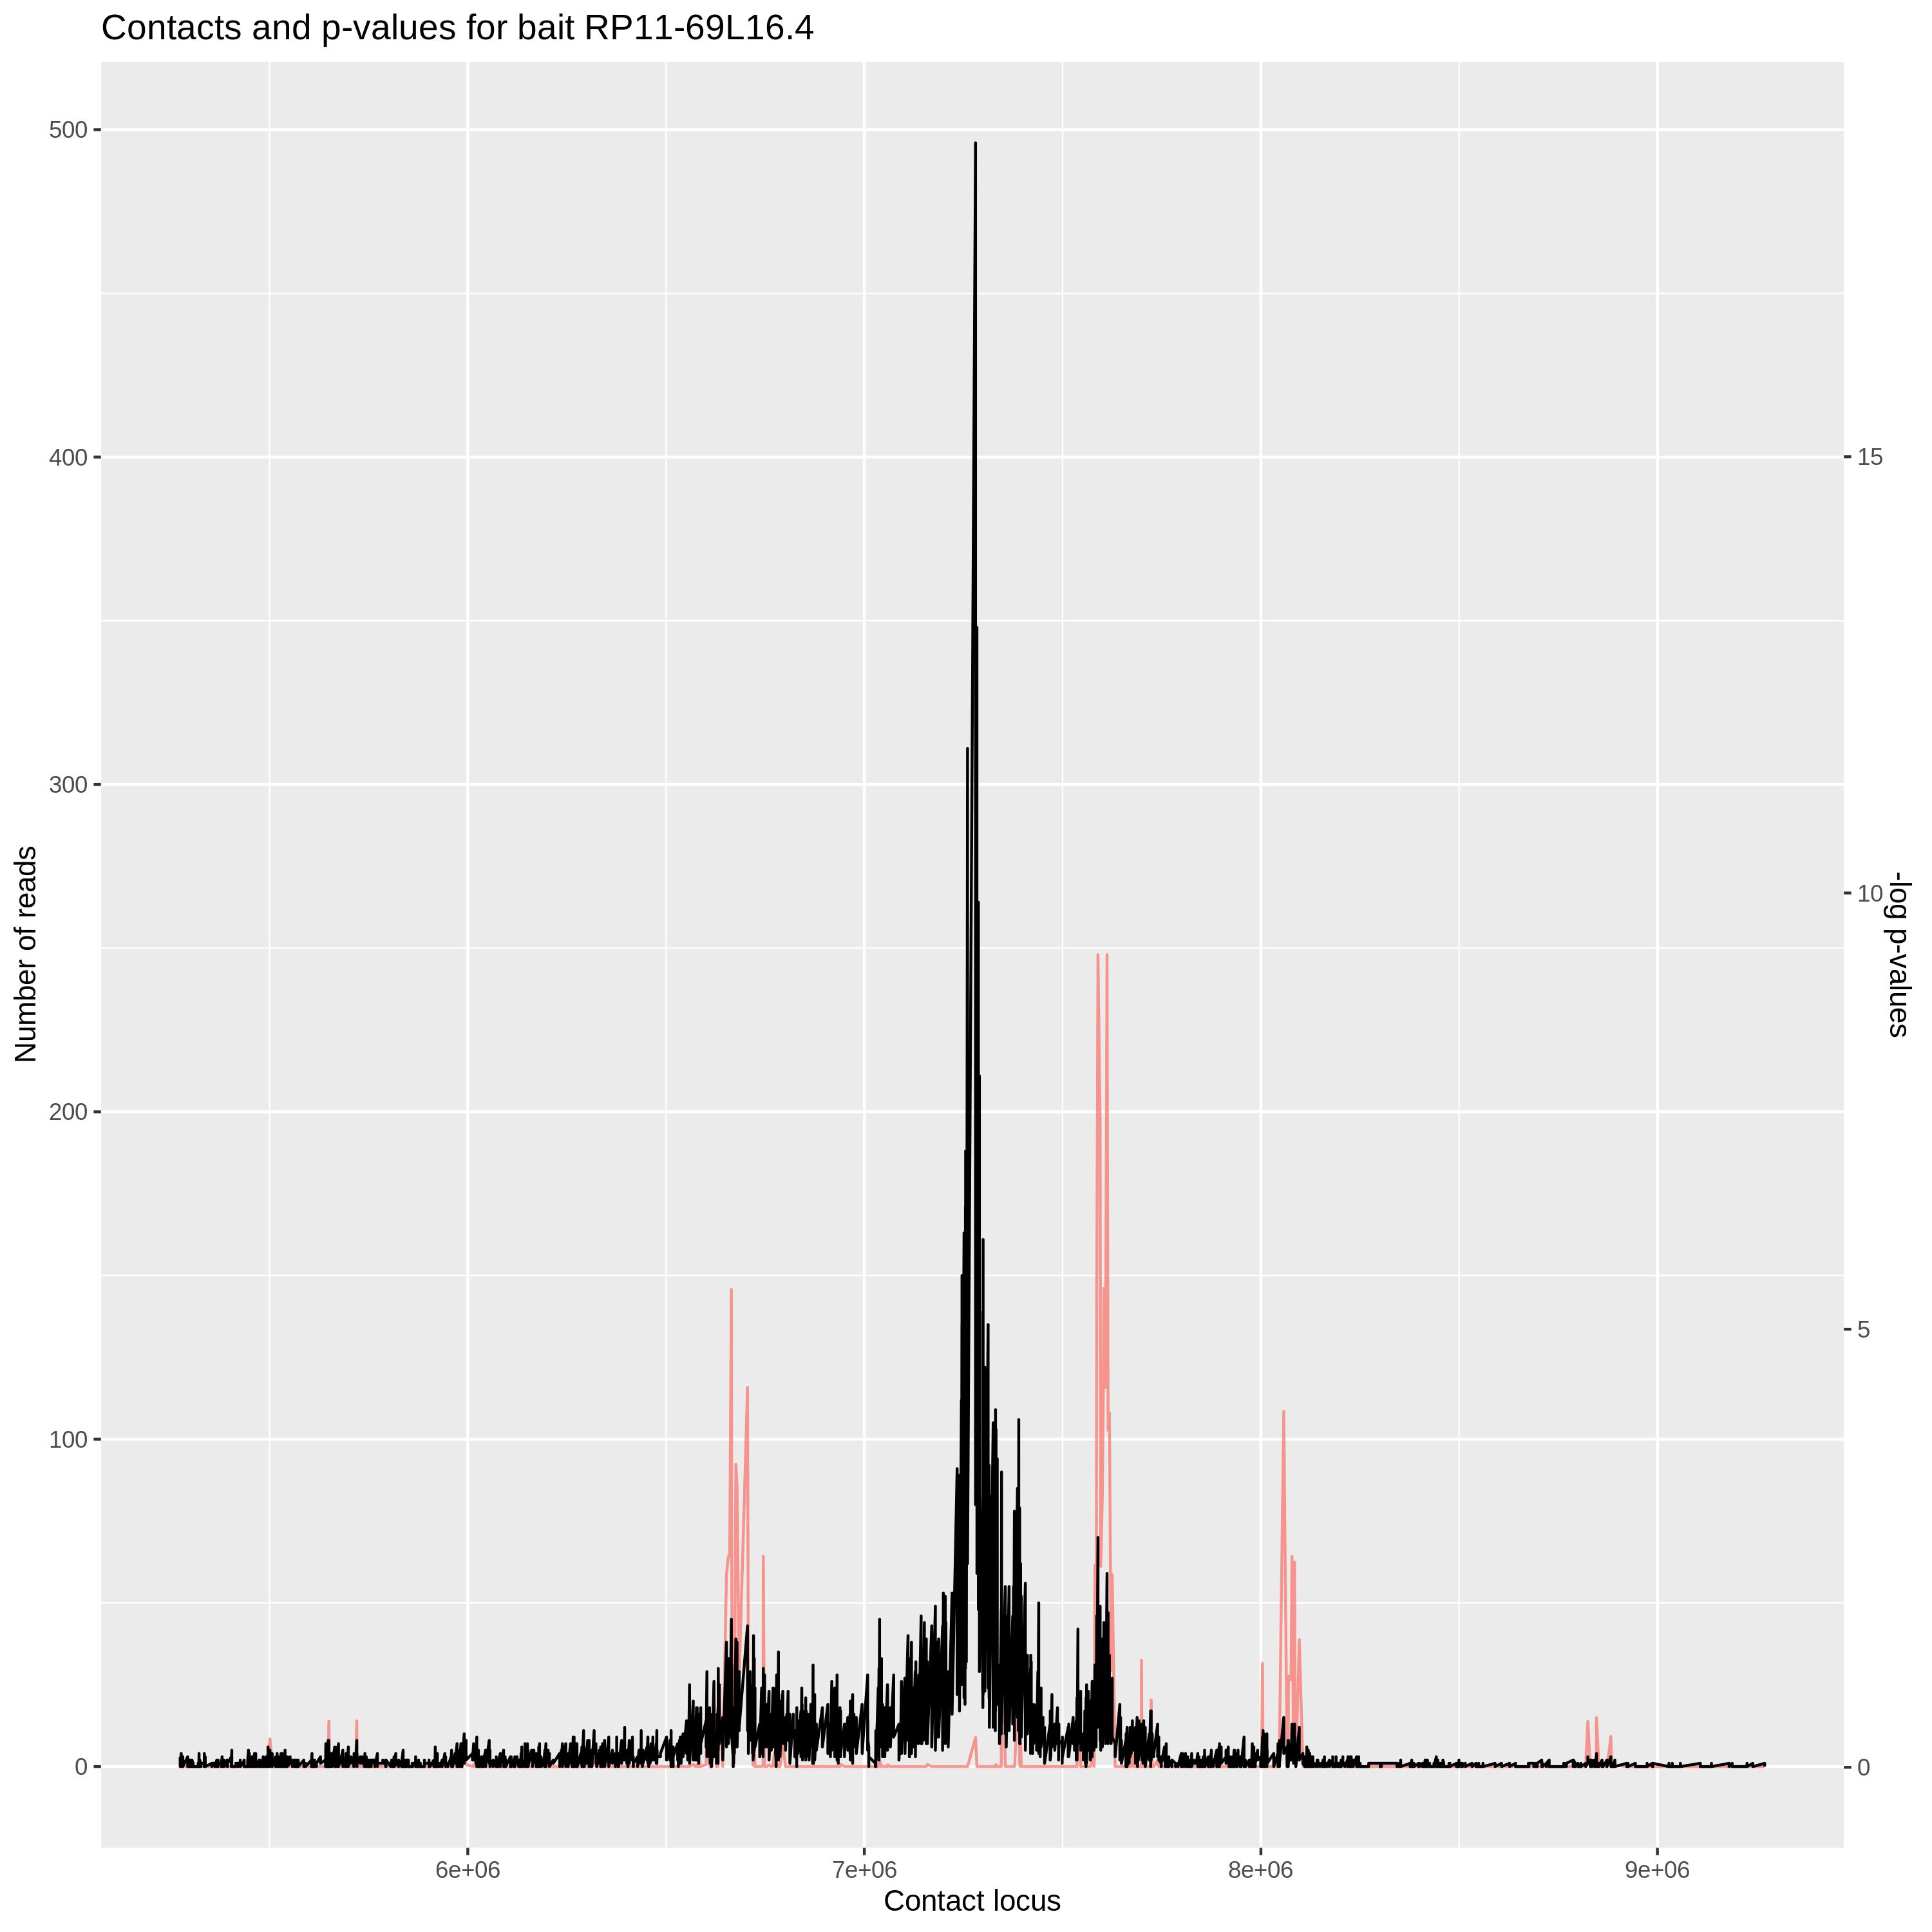 Contacts and p-values for bait RP11-69L16.4
500
400
300
200
100
0
Number of reads
15
10
5
0
-log p-values
6e+06
7e+06
8e+06
9e+06
Contact locus